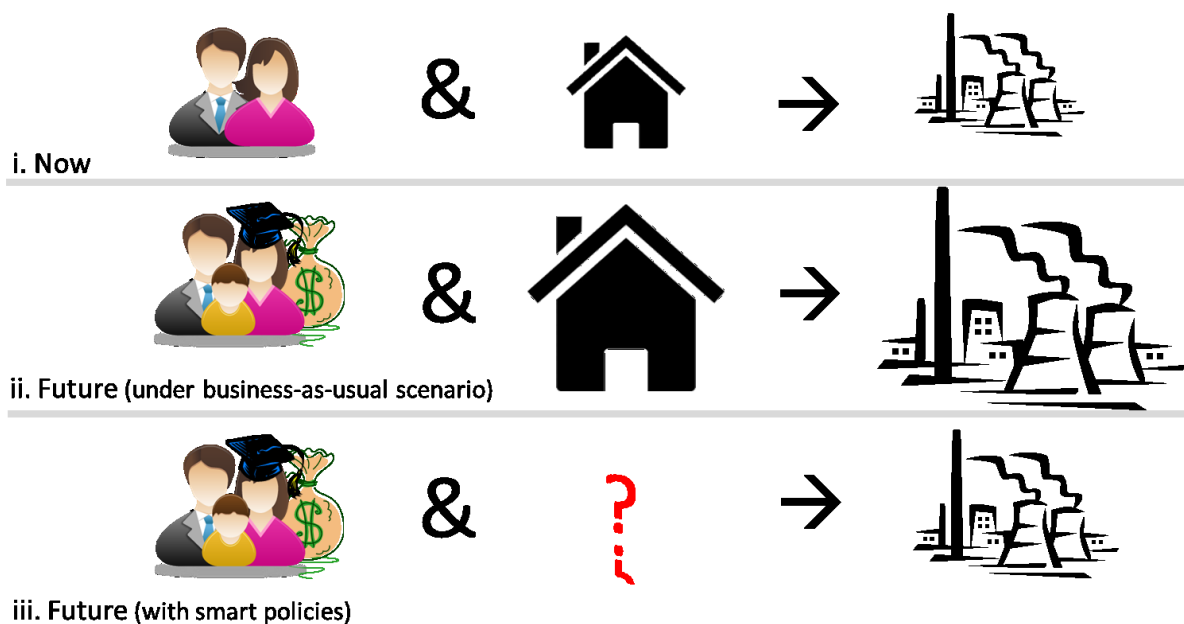 & →
i. Now
$
& →
ii. Future (under business-as-usual scenario)
$
& ? →
iii. Future (with smart policies)